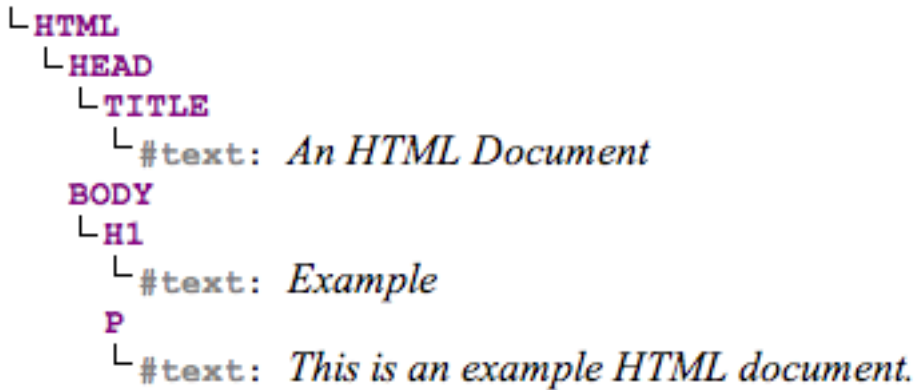 HTML
HEAD
TITLE
#text: An HTML Document
BODY
H1
#text: Example
P
#text: This is an example HTML document.